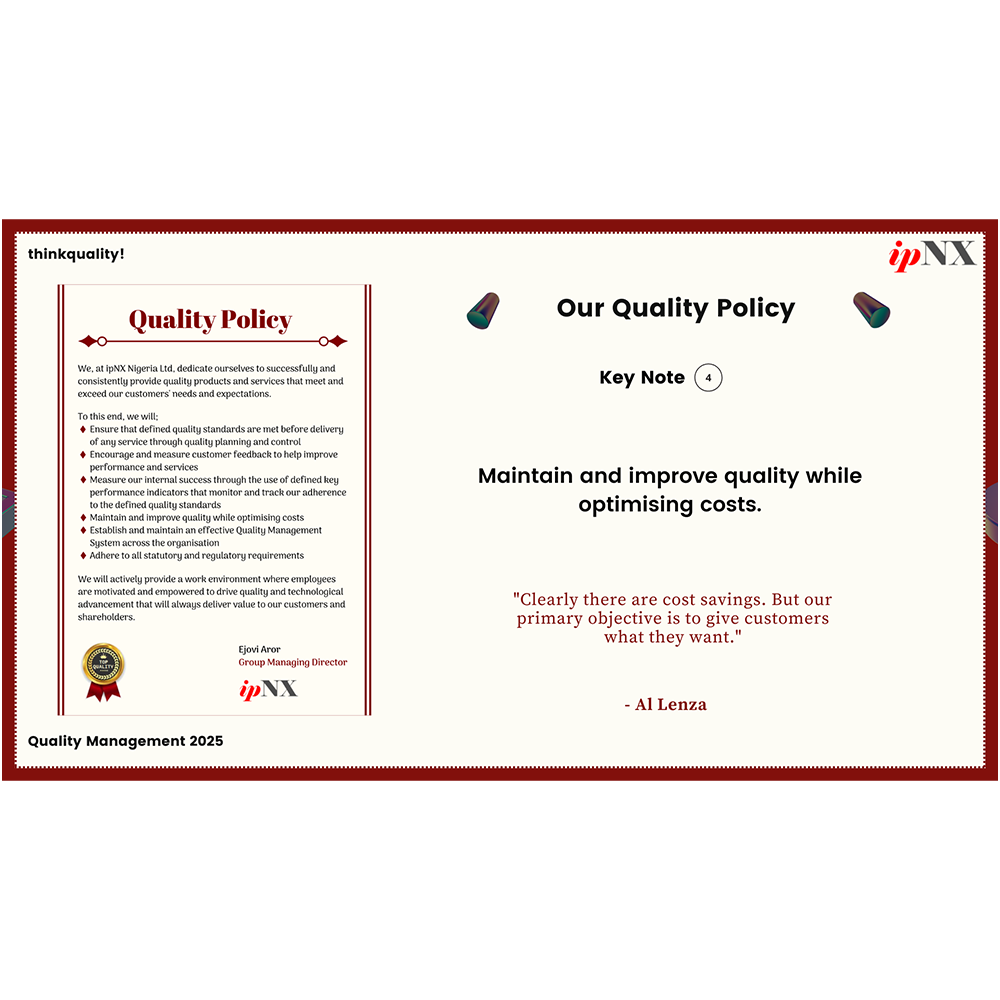 thinkquality!
ipNX
Quality Policy
We, at ipNX Nigeria Ltd, dedicate ourselves to successfully and
consistently provide quality products and services that meet and
exceed our customers' needs and expectations.
To this end, we will;
Ensure that defined quality standards are met before delivery
of any service through quality planning and control
Encourage and measure customer feedback to help improve
performance and services
Measure our internal success through the use of defined key
performance indicators that monitor and track our adherence
to the defined quality standards
Maintain and improve quality while optimising costs
Establish and maintain an effective Quality Management
System across the organisation
Adhere to all statutory and regulatory requirements
We will actively provide a work environment where employees
are motivated and empowered to drive quality and technological
advancement that will always deliver value to our customers and
shareholders.
TOP
QUALITY
Ejovi Aror
Group Managing Director
ipNX
Quality Management 2025
Our Quality Policy
Key Note 4
Maintain and improve quality while
optimising costs.
"Clearly there are cost savings. But our
primary objective is to give customers
what they want."
- Al Lenza